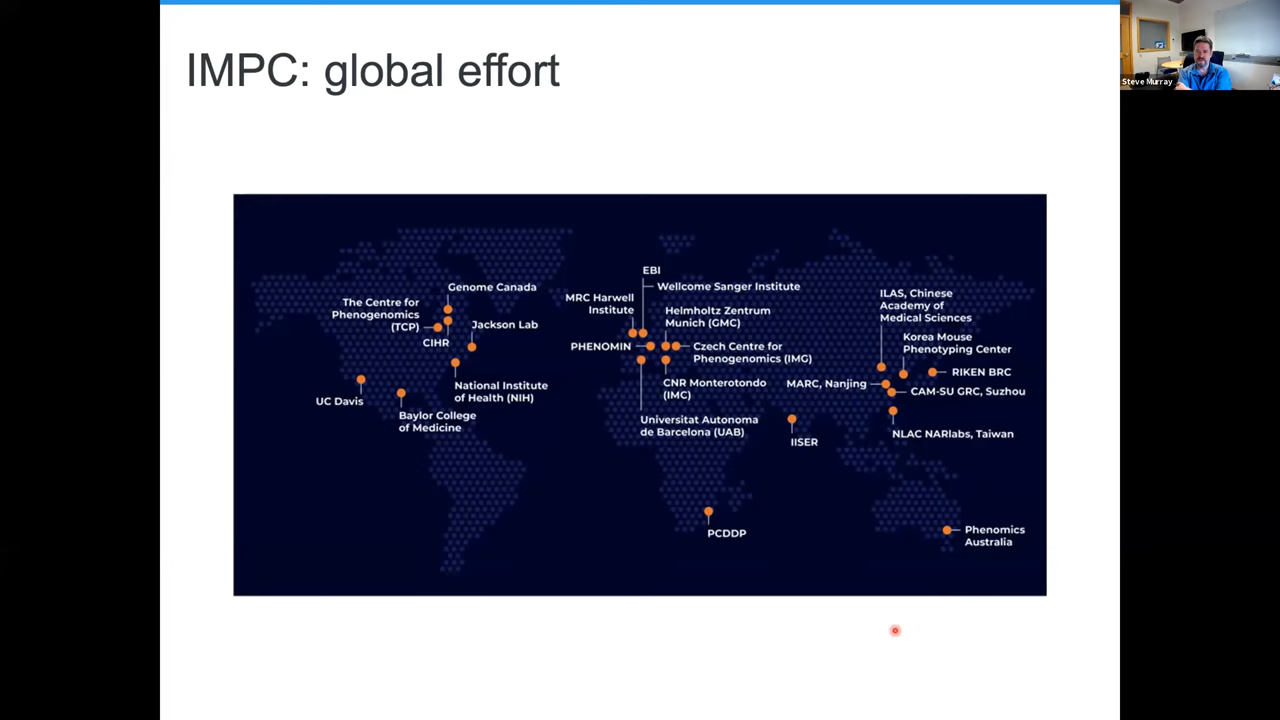 IMPC: global effort
Steve Murray
EBI
Wellcome Sanger Institute
Genome Canada
MRC Harwell
Institute
The Centre for
Phenogenomics
(TCP)
CIHR
Jackson Lab
Helmholtz Zentrum
Munich (GMC)
PHENOMIN
Czech Centre for
Phenogenomics (IMG)
ILAS, Chinese
Academy of
Medical Sciences
Korea Mouse
Phenotyping Center
RIKEN BRC
National Institute
of Health (NIH)
CNR Monterotondo
(IMC)
MARC, Nanjing
CAM-SU GRC, Suzhou
UC Davis
Baylor College
of Medicine
Universitat Autonoma
de Barcelona (UAB)
IISER
NLAC NARlabs, Taiwan
PCDDP
Phenomics
Australia